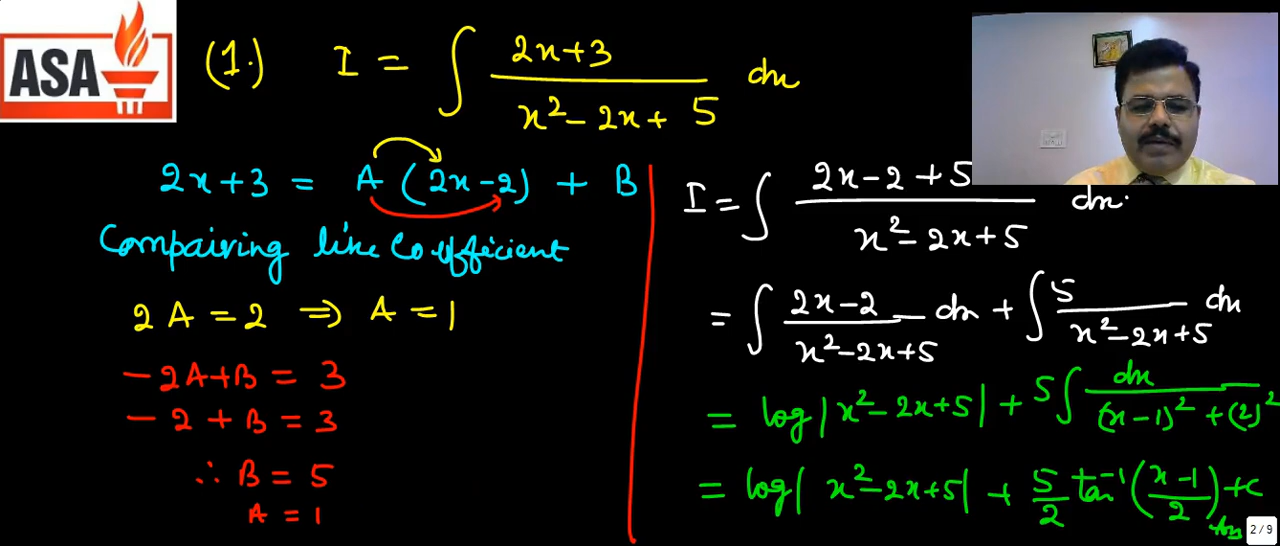 ASA
(1.) I = ∫ (2x+3)/(x²-2x+5) dx
2x+3 = A(2x-2) + B
Compairing like Coefficient
2A = 2 ⇒ A = 1
-2A+B = 3
-2 + B = 3
∴ B = 5
A = 1
I = ∫ (2x-2+5)/(x²-2x+5) dx.
= ∫ (2x-2)/(x²-2x+5) dx + ∫ 5/(x²-2x+5) dx
= log|x²-2x+5| + 5∫ dx/((x-1)²+(2)²)
= log|x²-2x+5| + 5/2 tan⁻¹((x-1)/2)+c
Ans
2/9